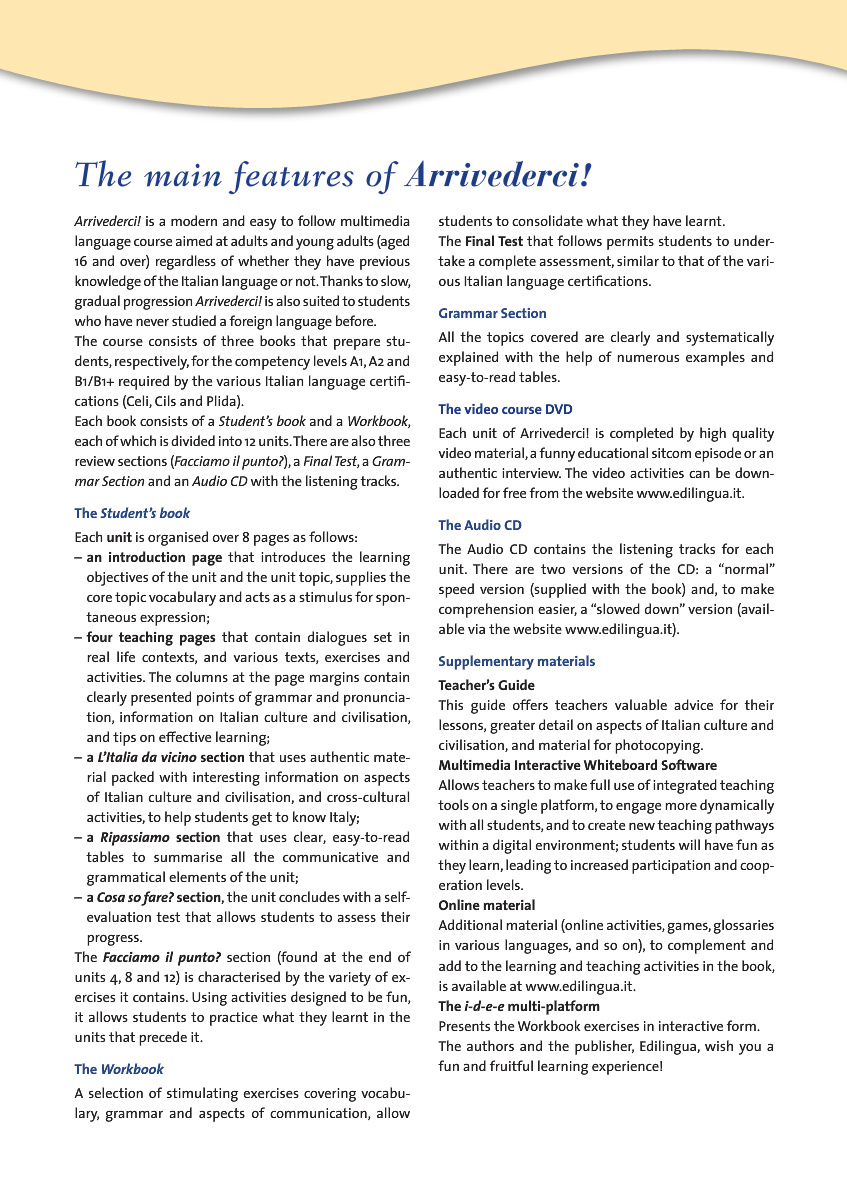 The main features of Arrivederci!
Arrivederci! is a modern and easy to follow multimedia
language course aimed at adults and young adults (aged
16 and over) regardless of whether they have previous
knowledge of the Italian language or not. Thanks to slow,
gradual progression Arrivederci! is also suited to students
who have never studied a foreign language before.
The course consists of three books that prepare stu-
dents, respectively, for the competency levels A1, A2 and
B1/B1+ required by the various Italian language certifi-
cations (Celi, Cils and Plida).
Each book consists of a Student's book and a Workbook,
each of which is divided into 12 units. There are also three
review sections (Facciamo il punto?), a Final Test, a Gram-
mar Section and an Audio CD with the listening tracks.
The Student's book
Each unit is organised over 8 pages as follows:
– an introduction page that introduces the learning
objectives of the unit and the unit topic, supplies the
core topic vocabulary and acts as a stimulus for spon-
taneous expression;
– four teaching pages that contain dialogues set in
real life contexts, and various texts, exercises and
activities. The columns at the page margins contain
clearly presented points of grammar and pronuncia-
tion, information on Italian culture and civilisation,
and tips on effective learning;
– a L'Italia da vicino section that uses authentic mate-
rial packed with interesting information on aspects
of Italian culture and civilisation, and cross-cultural
activities, to help students get to know Italy;
– a Ripassiamo section that uses clear, easy-to-read
tables to summarise all the communicative and
grammatical elements of the unit;
– a Cosa so fare? section, the unit concludes with a self-
evaluation test that allows students to assess their
progress.
The Facciamo il punto? section (found at the end of
units 4, 8 and 12) is characterised by the variety of ex-
ercises it contains. Using activities designed to be fun,
it allows students to practice what they learnt in the
units that precede it.
The Workbook
A selection of stimulating exercises covering vocabu-
lary, grammar and aspects of communication, allow
students to consolidate what they have learnt.
The Final Test that follows permits students to under-
take a complete assessment, similar to that of the vari-
ous Italian language certifications.
Grammar Section
All the topics covered are clearly and systematically
explained with the help of numerous examples and
easy-to-read tables.
The video course DVD
Each unit of Arrivederci! is completed by high quality
video material, a funny educational sitcom episode or an
authentic interview. The video activities can be down-
loaded for free from the website www.edilingua.it.
The Audio CD
The Audio CD contains the listening tracks for each
unit. There are two versions of the CD: a “normal”
speed version (supplied with the book) and, to make
comprehension easier, a “slowed down” version (avail-
able via the website www.edilingua.it).
Supplementary materials
Teacher's Guide
This guide offers teachers valuable advice for their
lessons, greater detail on aspects of Italian culture and
civilisation, and material for photocopying.
Multimedia Interactive Whiteboard Software
Allows teachers to make full use of integrated teaching
tools on a single platform, to engage more dynamically
with all students, and to create new teaching pathways
within a digital environment; students will have fun as
they learn, leading to increased participation and coop-
eration levels.
Online material
Additional material (online activities, games, glossaries
in various languages, and so on), to complement and
add to the learning and teaching activities in the book,
is available at www.edilingua.it.
The i-d-e-e multi-platform
Presents the Workbook exercises in interactive form.
The authors and the publisher, Edilingua, wish you a
fun and fruitful learning experience!